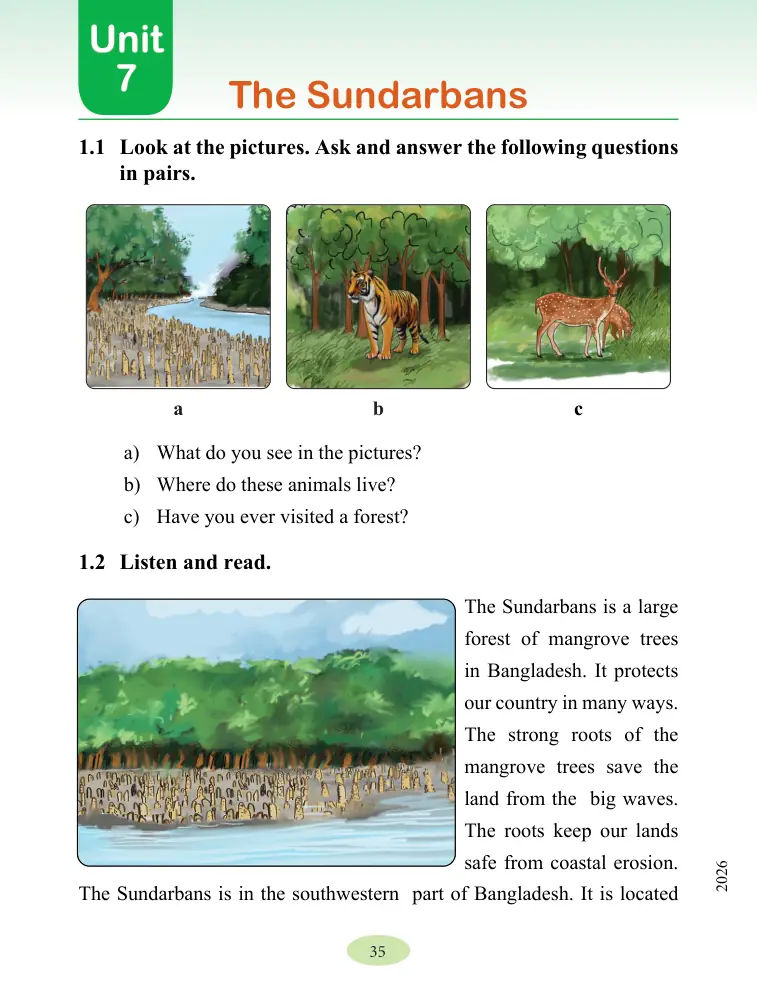 Unit
7
The Sundarbans
1.1 Look at the pictures. Ask and answer the following questions
in pairs.
a
b
c
a) What do you see in the pictures?
b) Where do these animals live?
c) Have you ever visited a forest?
1.2 Listen and read.
The Sundarbans is a large
forest of mangrove trees
in Bangladesh. It protects
our country in many ways.
The strong roots of the
mangrove trees save the
land from the big waves.
The roots keep our lands
safe from coastal erosion.
The Sundarbans is in the southwestern part of Bangladesh. It is located
2026
35